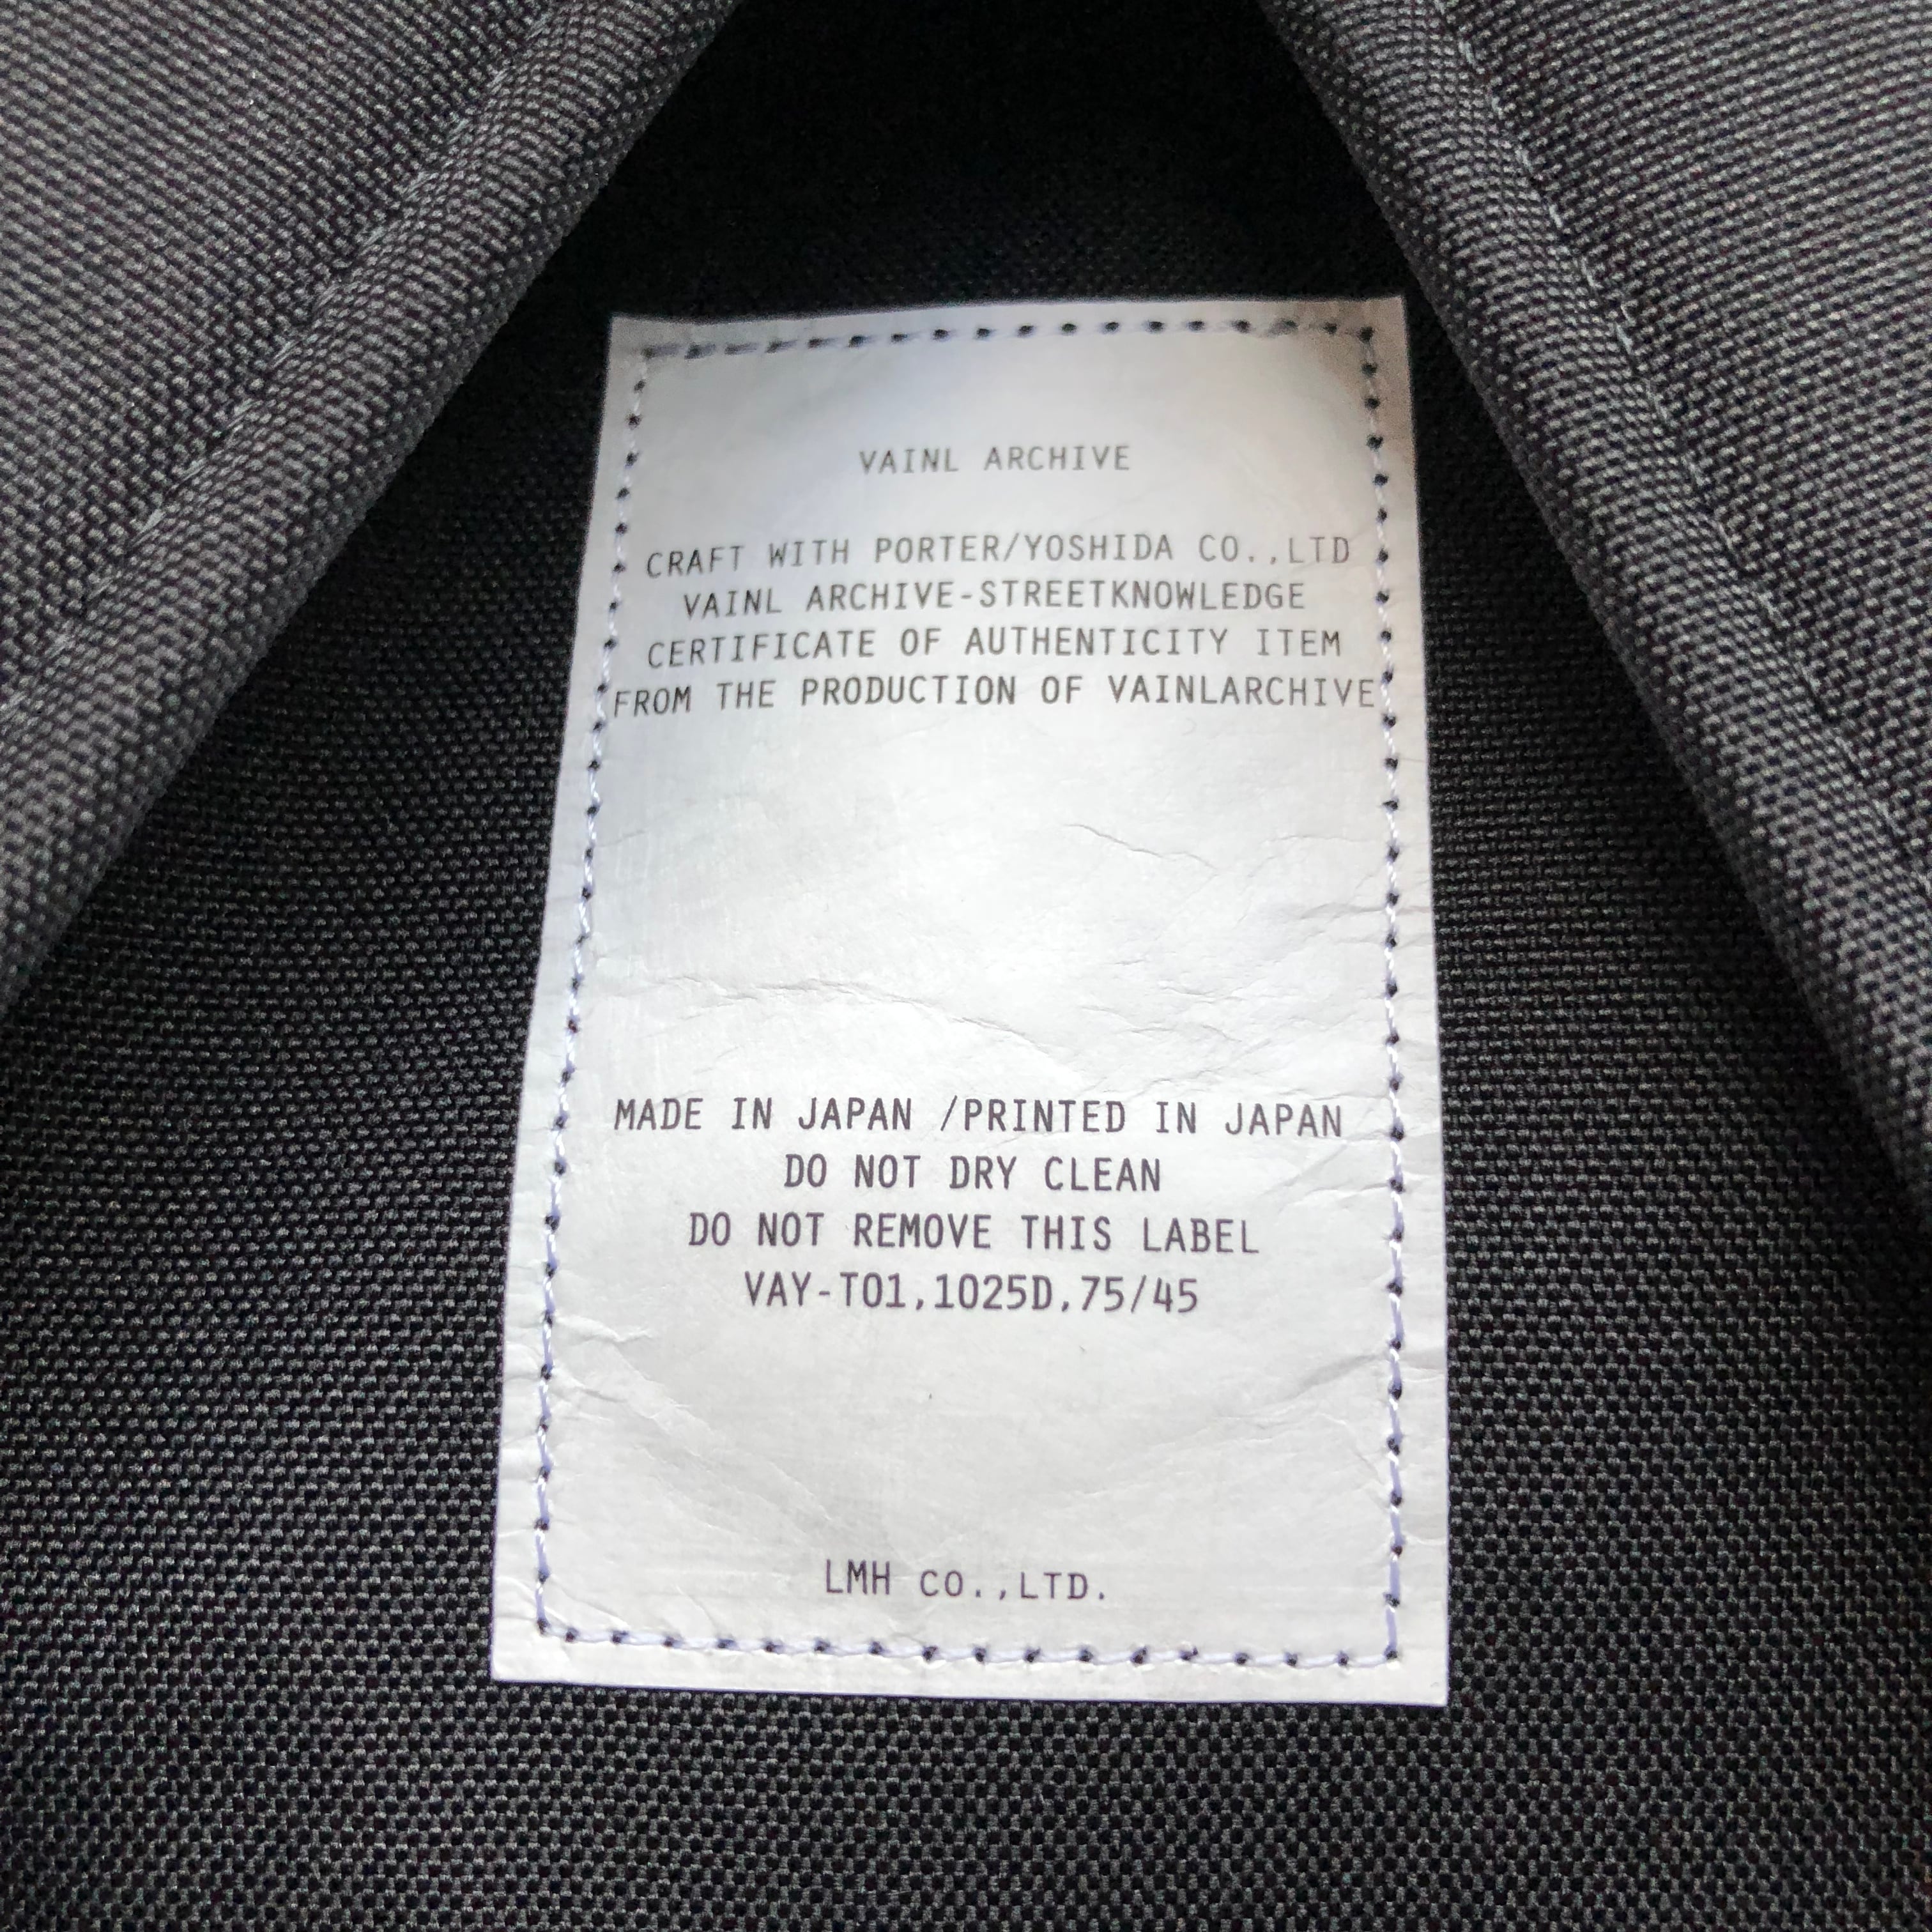 VAINL ARCHIVE
CRAFT WITH PORTER/YOSHIDA CO.,LTD
VAINL ARCHIVE-STREETKNOWLEDGE
CERTIFICATE OF AUTHENTICITY ITEM
FROM THE PRODUCTION OF VAINLARCHIVE
MADE IN JAPAN /PRINTED IN JAPAN
DO NOT DRY CLEAN
DO NOT REMOVE THIS LABEL
VAY-T01,1025D,75/45
LMH CO.,LTD.